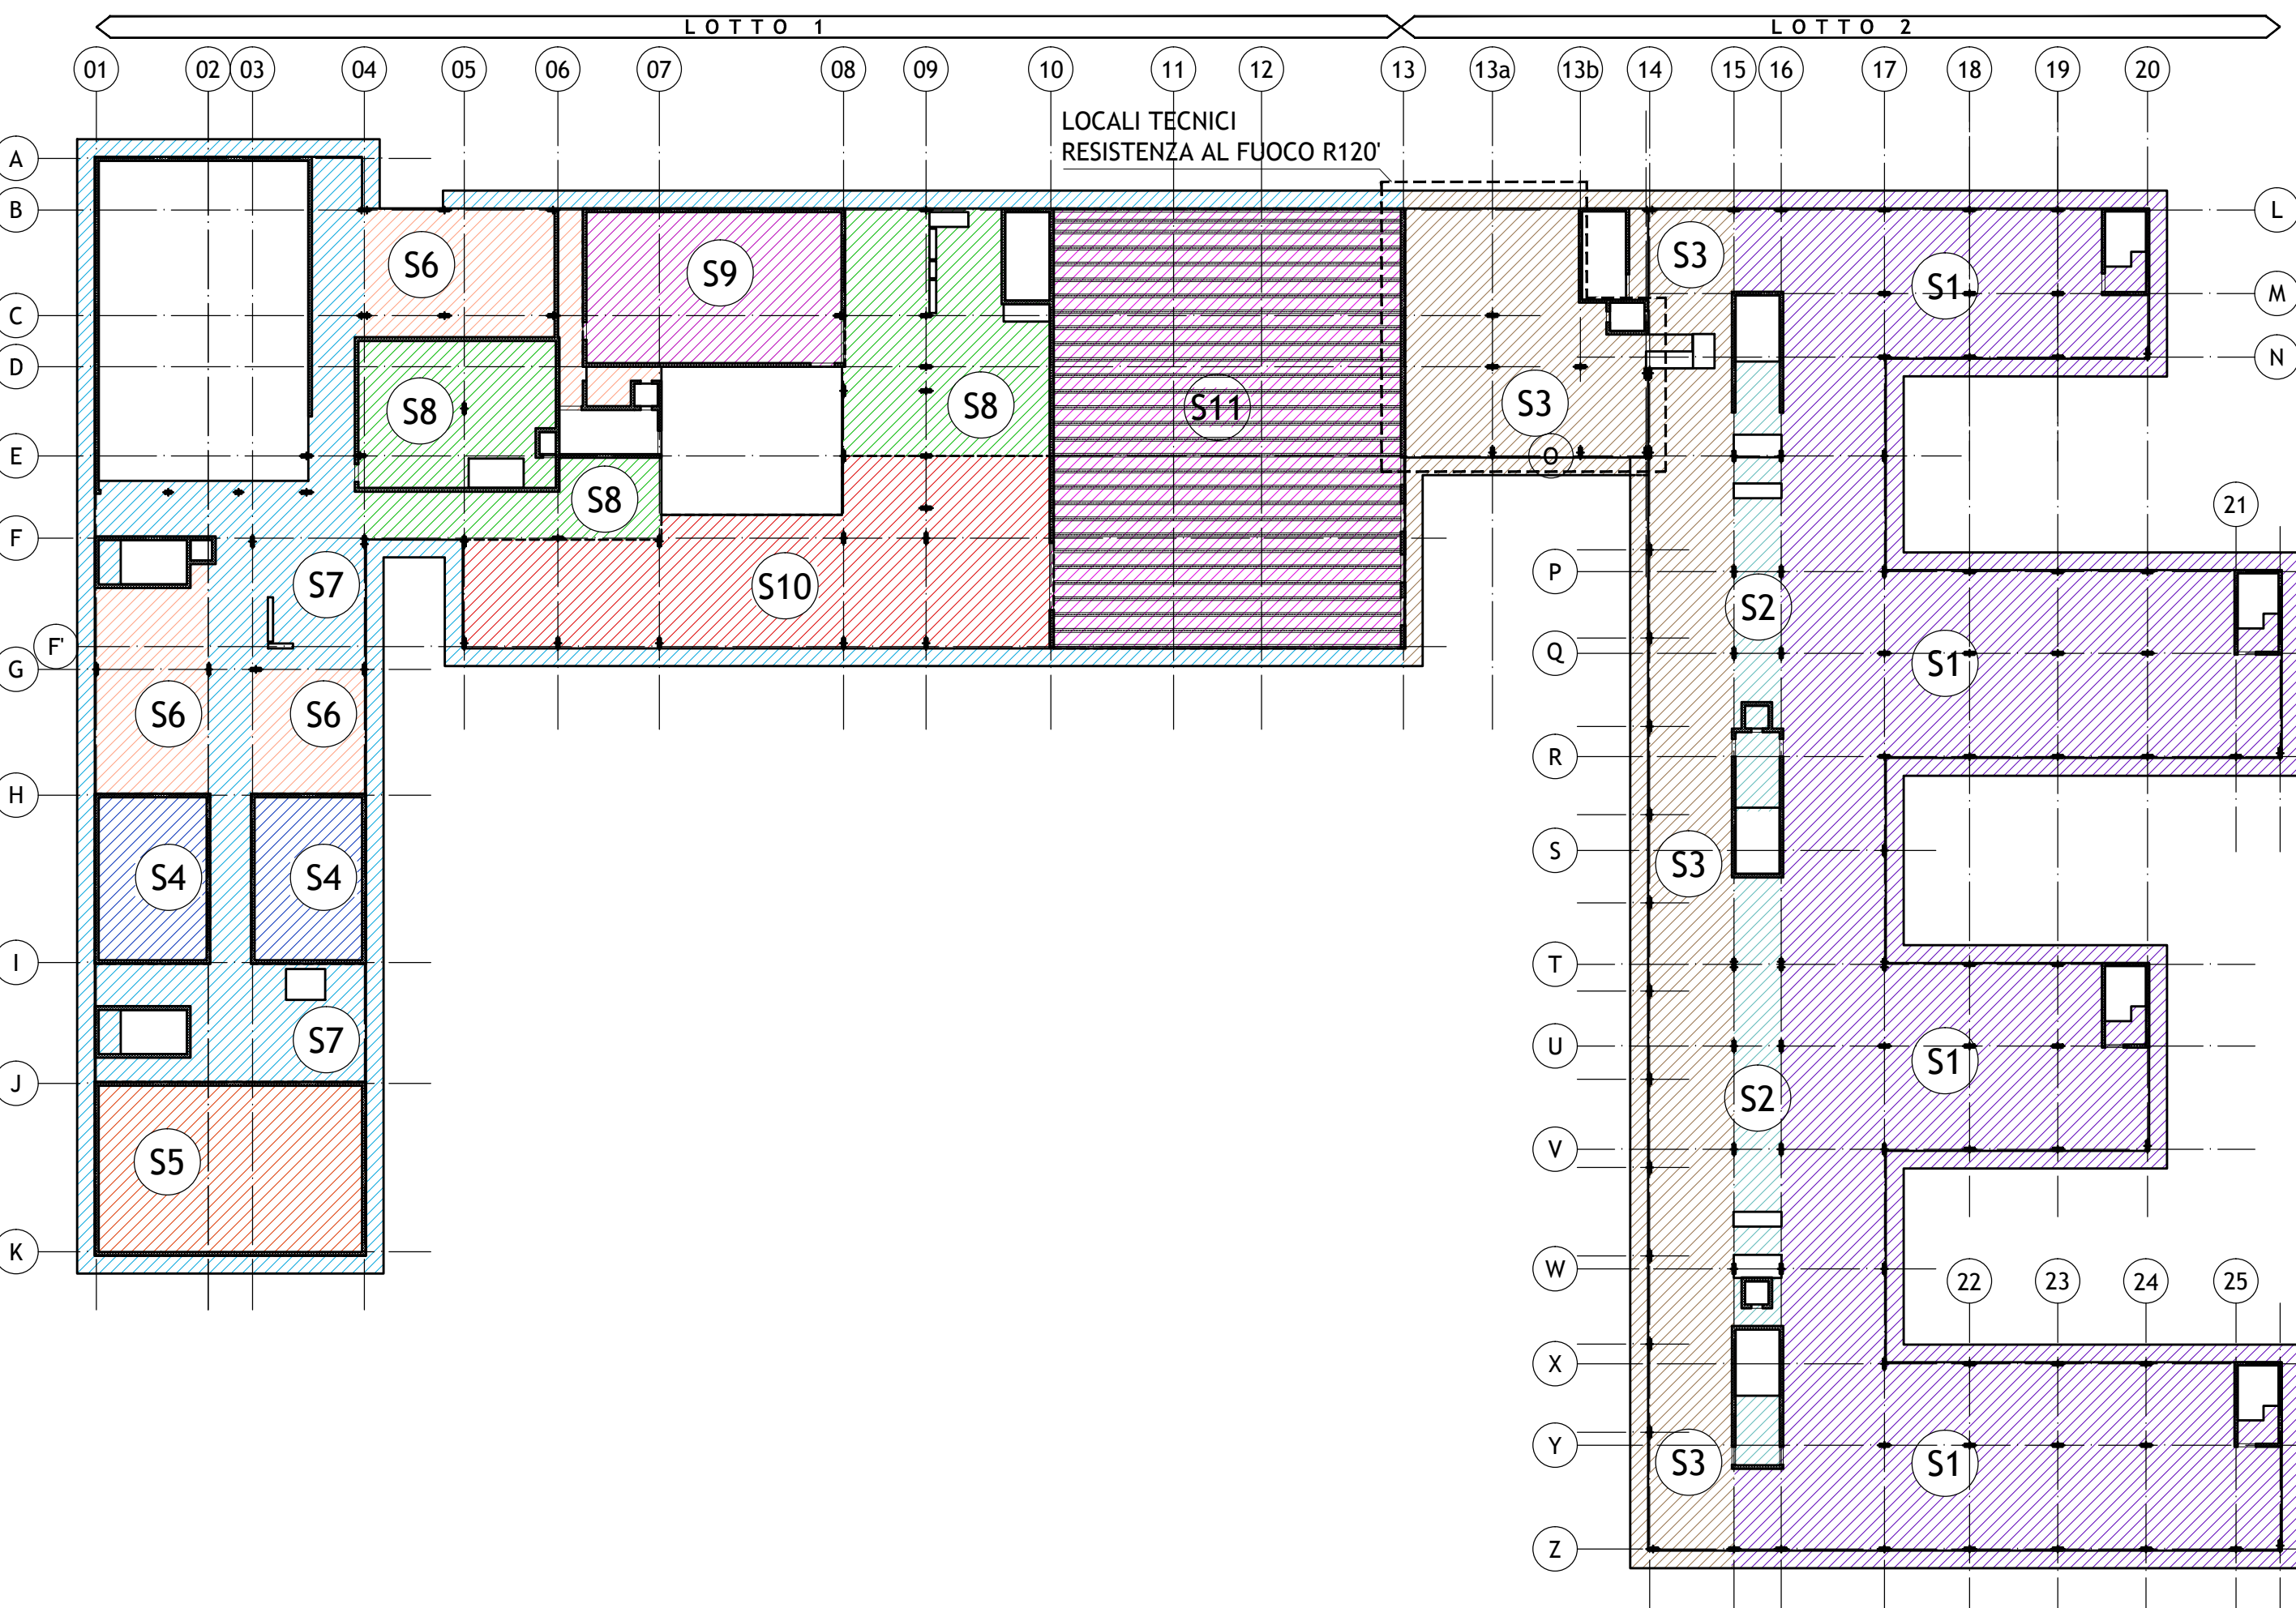 LOTTO 1
LOTTO 2
01 02 03 04 05 06 07 08 09 10 11 12 13 13a 13b 14 15 16 17 18 19 20
LOCALI TECNICI
RESISTENZA AL FUOCO R120'
A
B
L
S6
S3
S9
S1
M
C
D
N
S8
S8
S11
S3
E
O
S8
21
F
S7
S10
P
S2
F'
G
Q
S1
S6
S6
R
H
S4
S4
S3
S
I
T
S7
U
S1
J
S2
S5
V
K
W
22
23
24
25
X
Y
S3
S1
Z